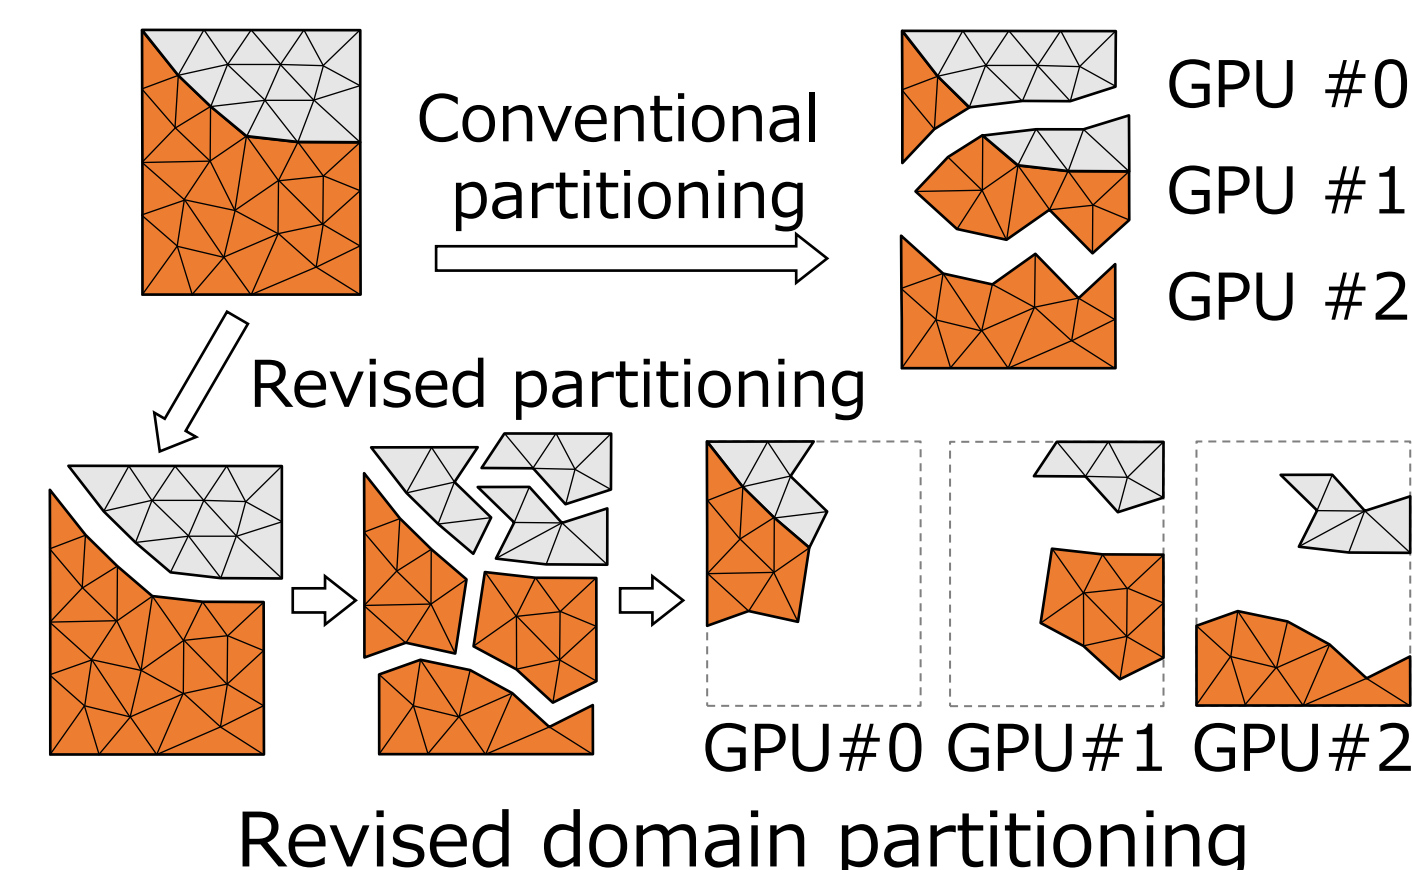 Conventional
partitioning
GPU #0
GPU #1
GPU #2
Revised partitioning
GPU#0 GPU#1 GPU#2
Revised domain partitioning